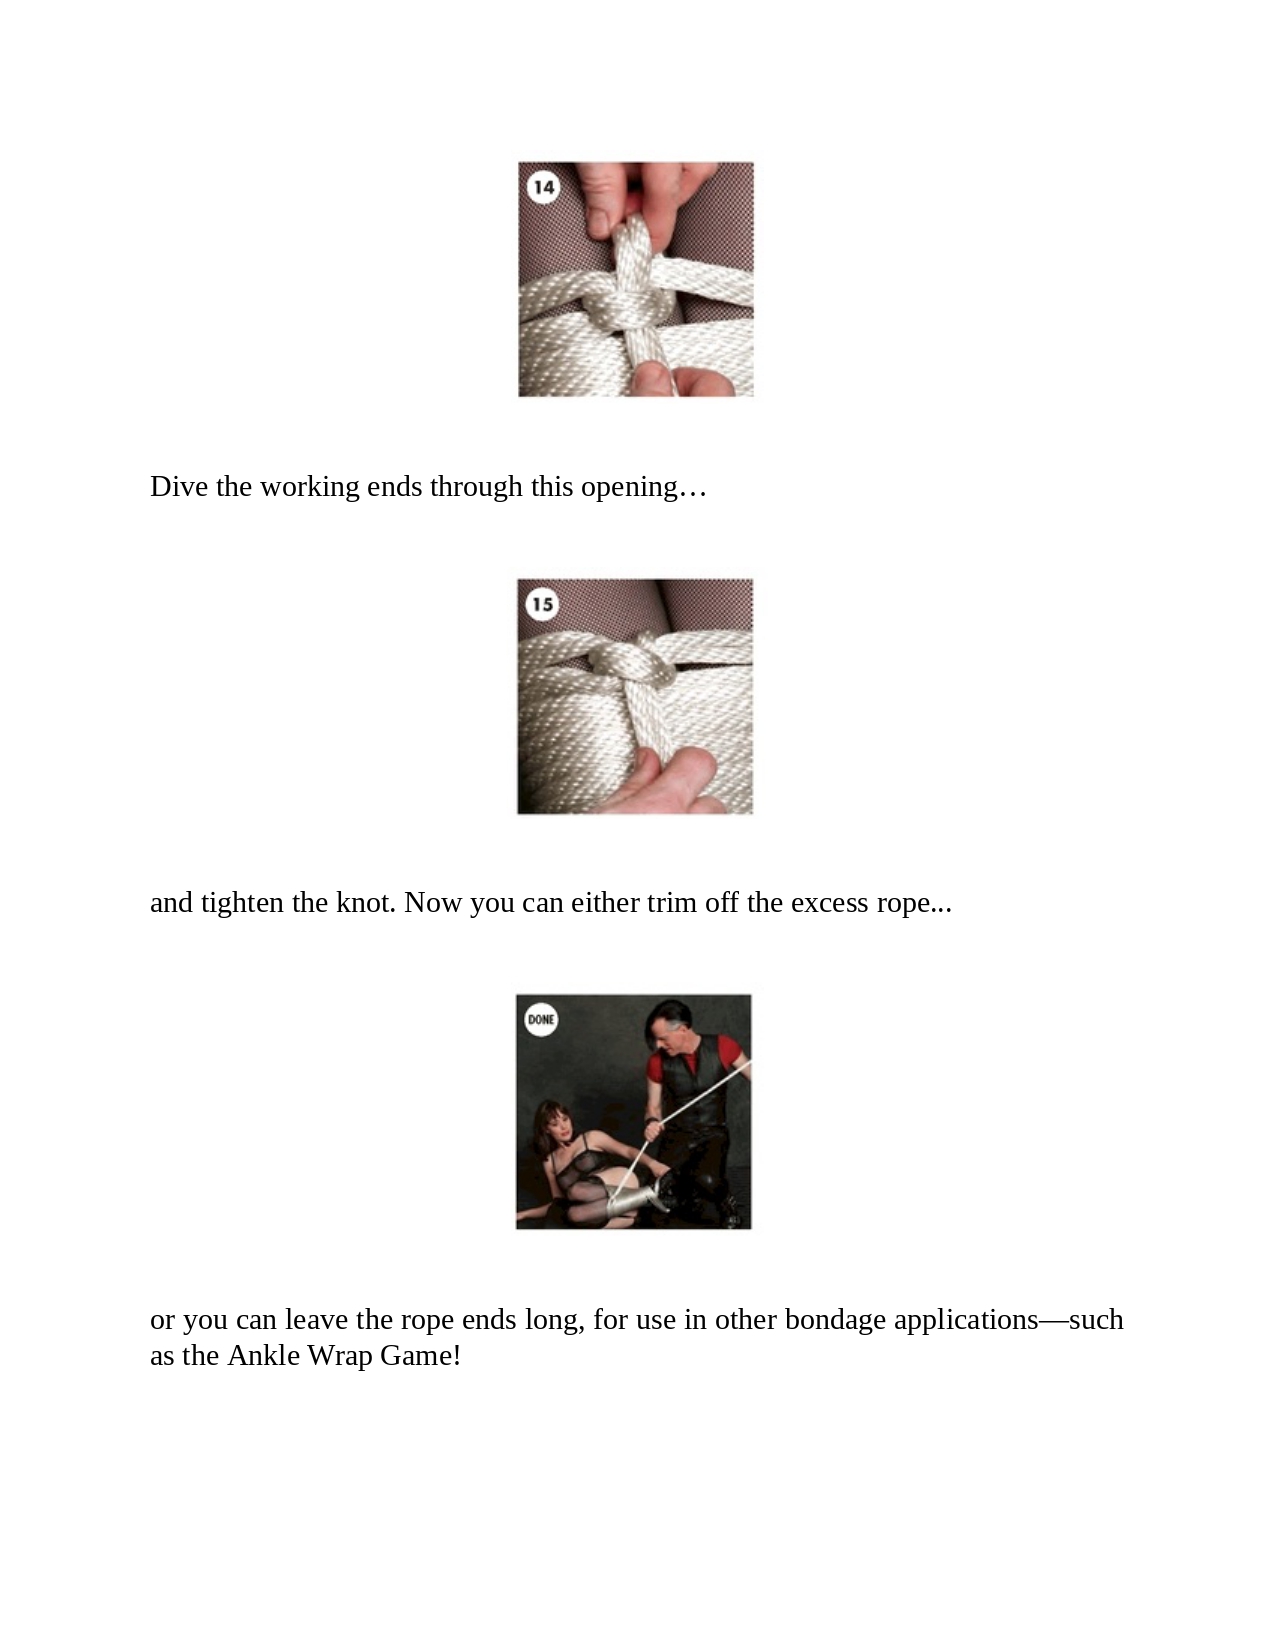 14
Dive the working ends through this opening…
15
and tighten the knot. Now you can either trim off the excess rope...
DONE
or you can leave the rope ends long, for use in other bondage applications—such
as the Ankle Wrap Game!